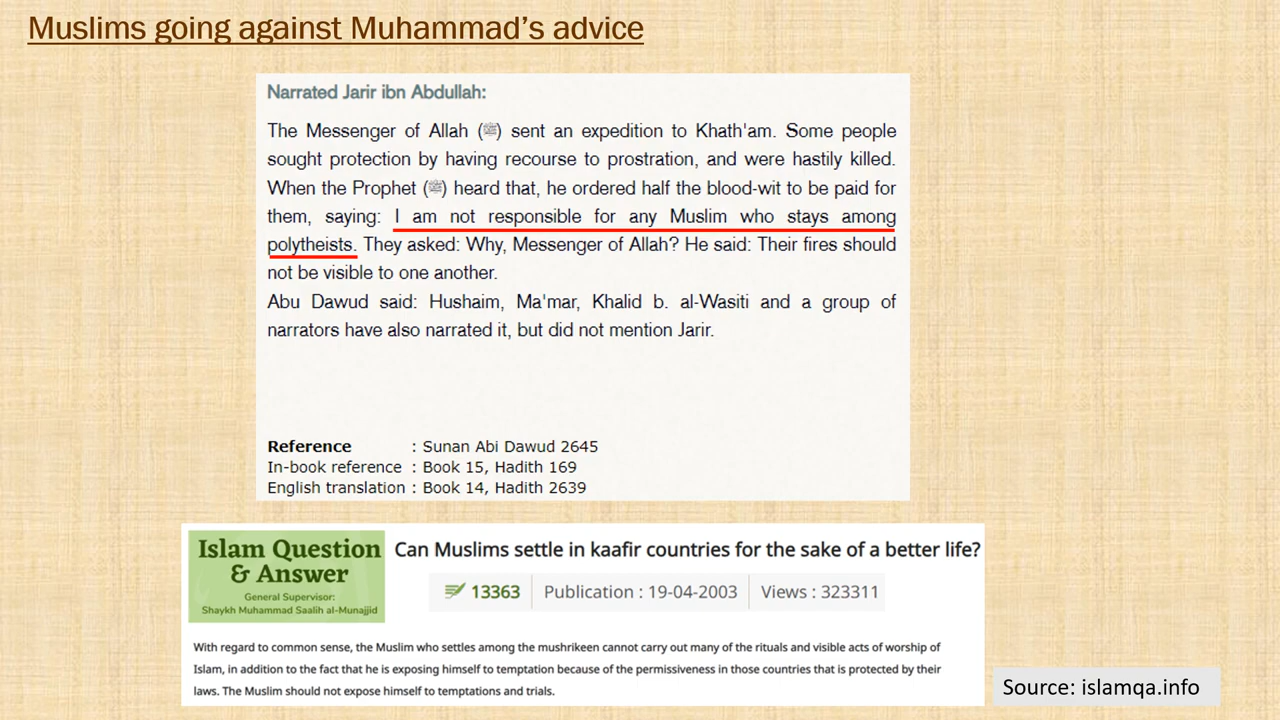 Muslims going against Muhammad's advice
Narrated Jarir ibn Abdullah:
The Messenger of Allah (ﷺ) sent an expedition to Khath'am. Some people
sought protection by having recourse to prostration, and were hastily killed.
When the Prophet (ﷺ) heard that, he ordered half the blood-wit to be paid for
them, saying: I am not responsible for any Muslim who stays among
polytheists. They asked: Why, Messenger of Allah? He said: Their fires should
not be visible to one another.
Abu Dawud said: Hushaim, Ma'mar, Khalid b. al-Wasiti and a group of
narrators have also narrated it, but did not mention Jarir.
Reference : Sunan Abi Dawud 2645
In-book reference : Book 15, Hadith 169
English translation : Book 14, Hadith 2639
Islam Question
& Answer
General Supervisor:
Shaykh Muhammad Saalih al-Munajjid
Can Muslims settle in kaafir countries for the sake of a better life?
13363 Publication : 19-04-2003 Views : 323311
With regard to common sense, the Muslim who settles among the mushrikeen cannot carry out many of the rituals and visible acts of worship of
Islam, in addition to the fact that he is exposing himself to temptation because of the permissiveness in those countries that is protected by their
laws. The Muslim should not expose himself to temptations and trials.
Source: islamqa.info